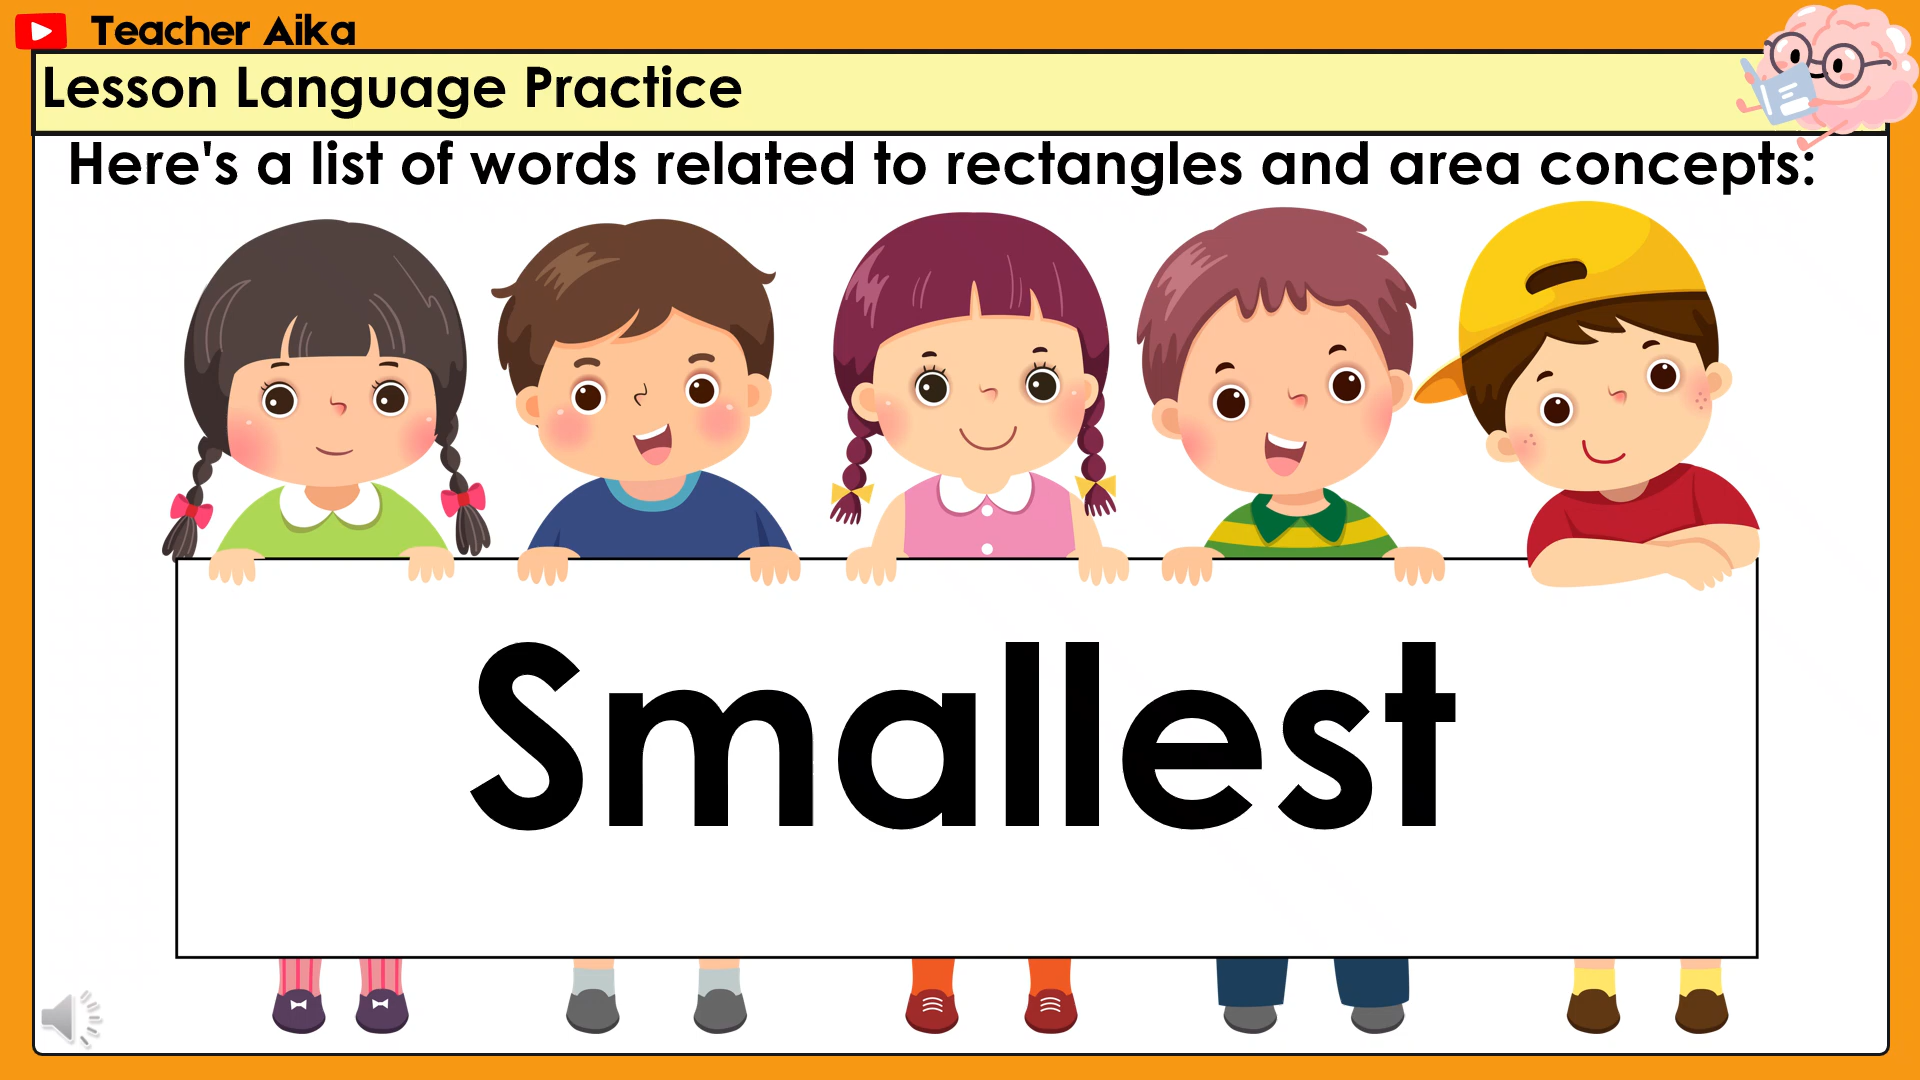 Teacher Aika
Lesson Language Practice
Here's a list of words related to rectangles and area concepts:
Smallest